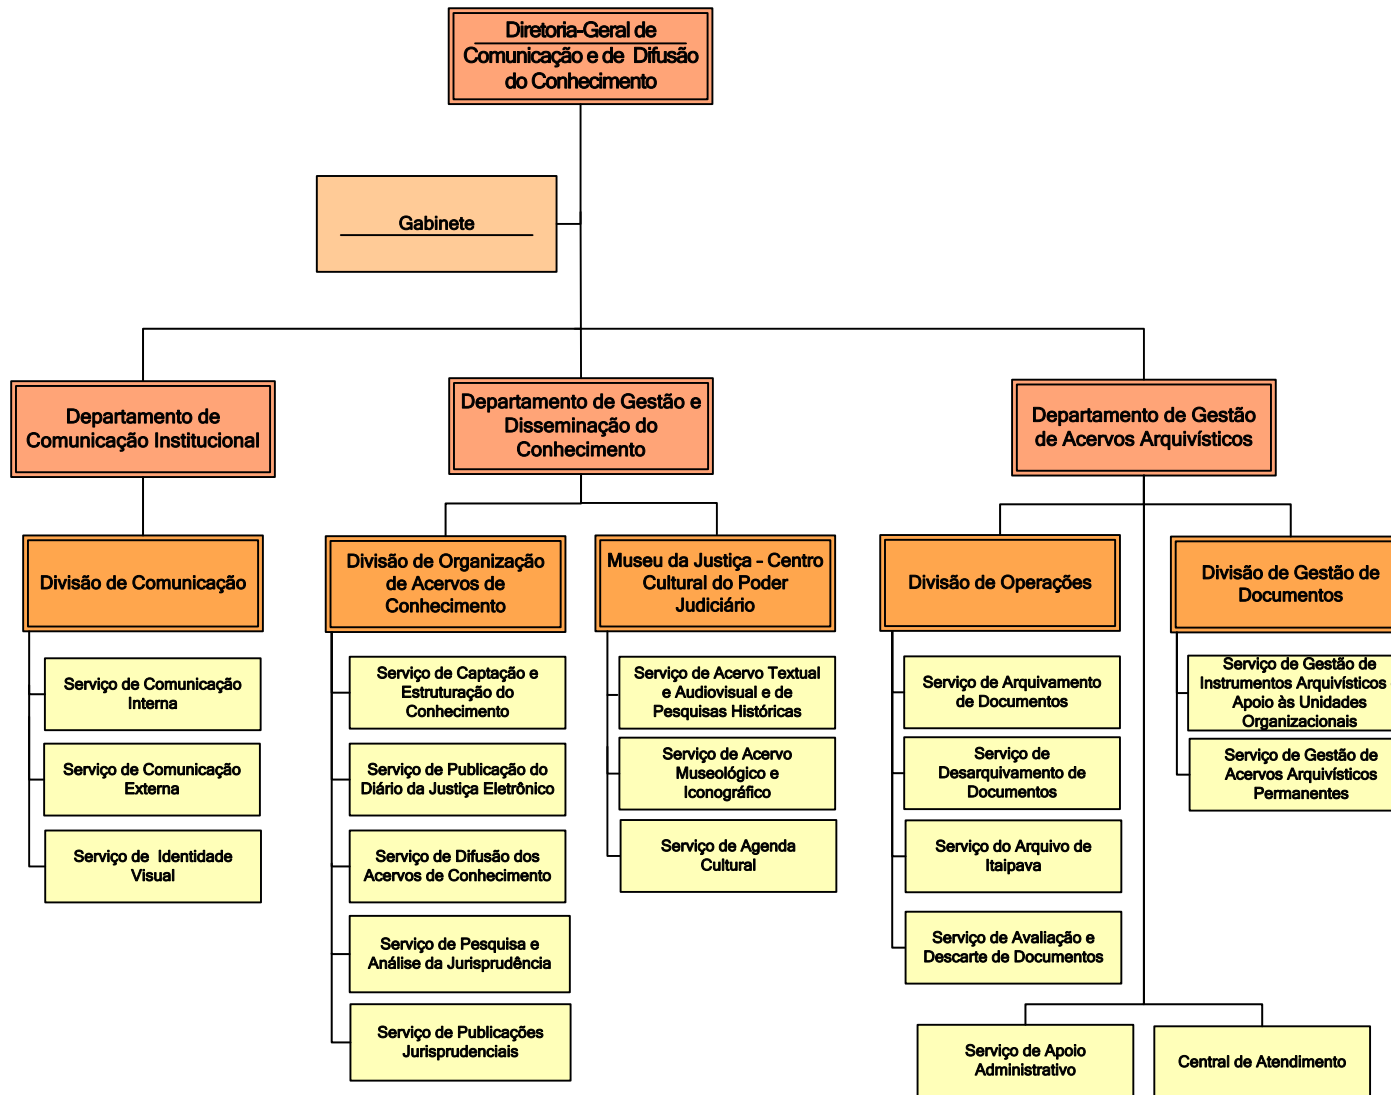 Diretoria-Geral de
Comunicação e de Difusão
do Conhecimento
Gabinete
Departamento de
Comunicação Institucional
Departamento de Gestão e
Disseminação do
Conhecimento
Departamento de Gestão
de Acervos Arquivísticos
Divisão de Comunicação
Divisão de Organização
de Acervos de
Conhecimento
Museu da Justiça - Centro
Cultural do Poder
Judiciário
Divisão de Operações
Divisão de Gestão de
Documentos
Serviço de Comunicação
Interna
Serviço de Comunicação
Externa
Serviço de Identidade
Visual
Serviço de Captação e
Estruturação do
Conhecimento
Serviço de Publicação do
Diário da Justiça Eletrônico
Serviço de Difusão dos
Acervos de Conhecimento
Serviço de Pesquisa e
Análise da Jurisprudência
Serviço de Publicações
Jurisprudenciais
Serviço de Acervo Textual
e Audiovisual e de
Pesquisas Históricas
Serviço de Acervo
Museológico e
Iconográfico
Serviço de Agenda
Cultural
Serviço de Arquivamento
de Documentos
Serviço de
Desarquivamento de
Documentos
Serviço do Arquivo de
Itaipava
Serviço de Avaliação e
Descarte de Documentos
Serviço de Gestão de
Instrumentos Arquivísticos
Apoio às Unidades
Organizacionais
Serviço de Gestão de
Acervos Arquivísticos
Permanentes
Serviço de Apoio
Administrativo
Central de Atendimento